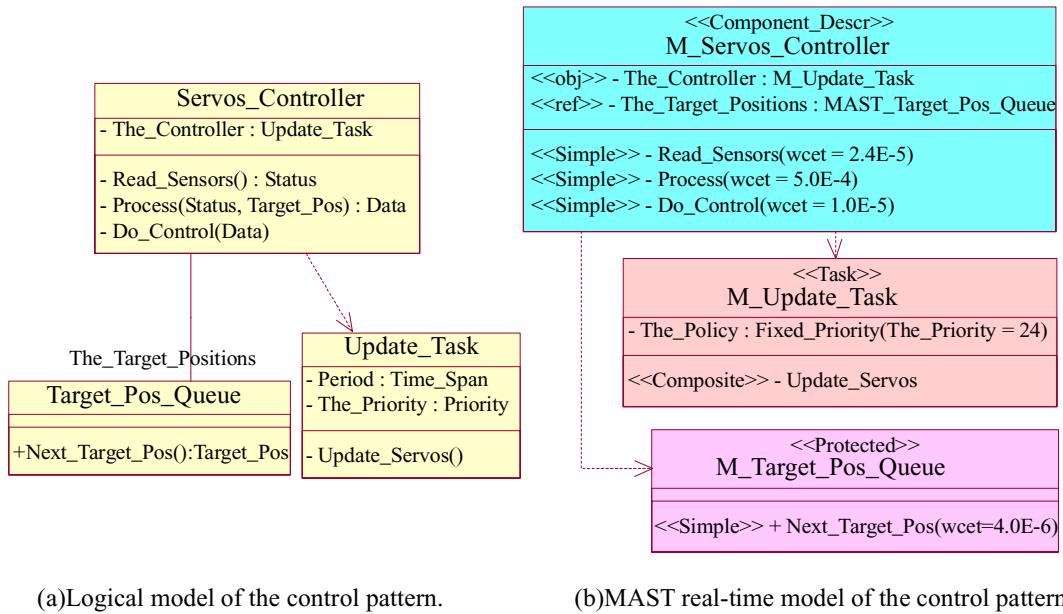 Servos_Controller
- The_Controller : Update_Task
- Read_Sensors() : Status
- Process(Status, Target_Pos) : Data
- Do_Control(Data)
The_Target_Positions
Target_Pos_Queue
+Next_Target_Pos():Target_Pos
Update_Task
- Period : Time_Span
- The_Priority : Priority
- Update_Servos()
(a)Logical model of the control pattern.
<<Component_Descr>>
M_Servos_Controller
<<obj>> - The_Controller : M_Update_Task
<<ref>> - The_Target_Positions : MAST_Target_Pos_Queue
<<Simple>> - Read_Sensors(wcet = 2.4E-5)
<<Simple>> - Process(wcet = 5.0E-4)
<<Simple>> - Do_Control(wcet = 1.0E-5)
<<Task>>
M_Update_Task
- The_Policy : Fixed_Priority(The_Priority = 24)
<<Composite>> - Update_Servos
<<Protected>>
M_Target_Pos_Queue
<<Simple>> + Next_Target_Pos(wcet=4.0E-6)
(b)MAST real-time model of the control pattern